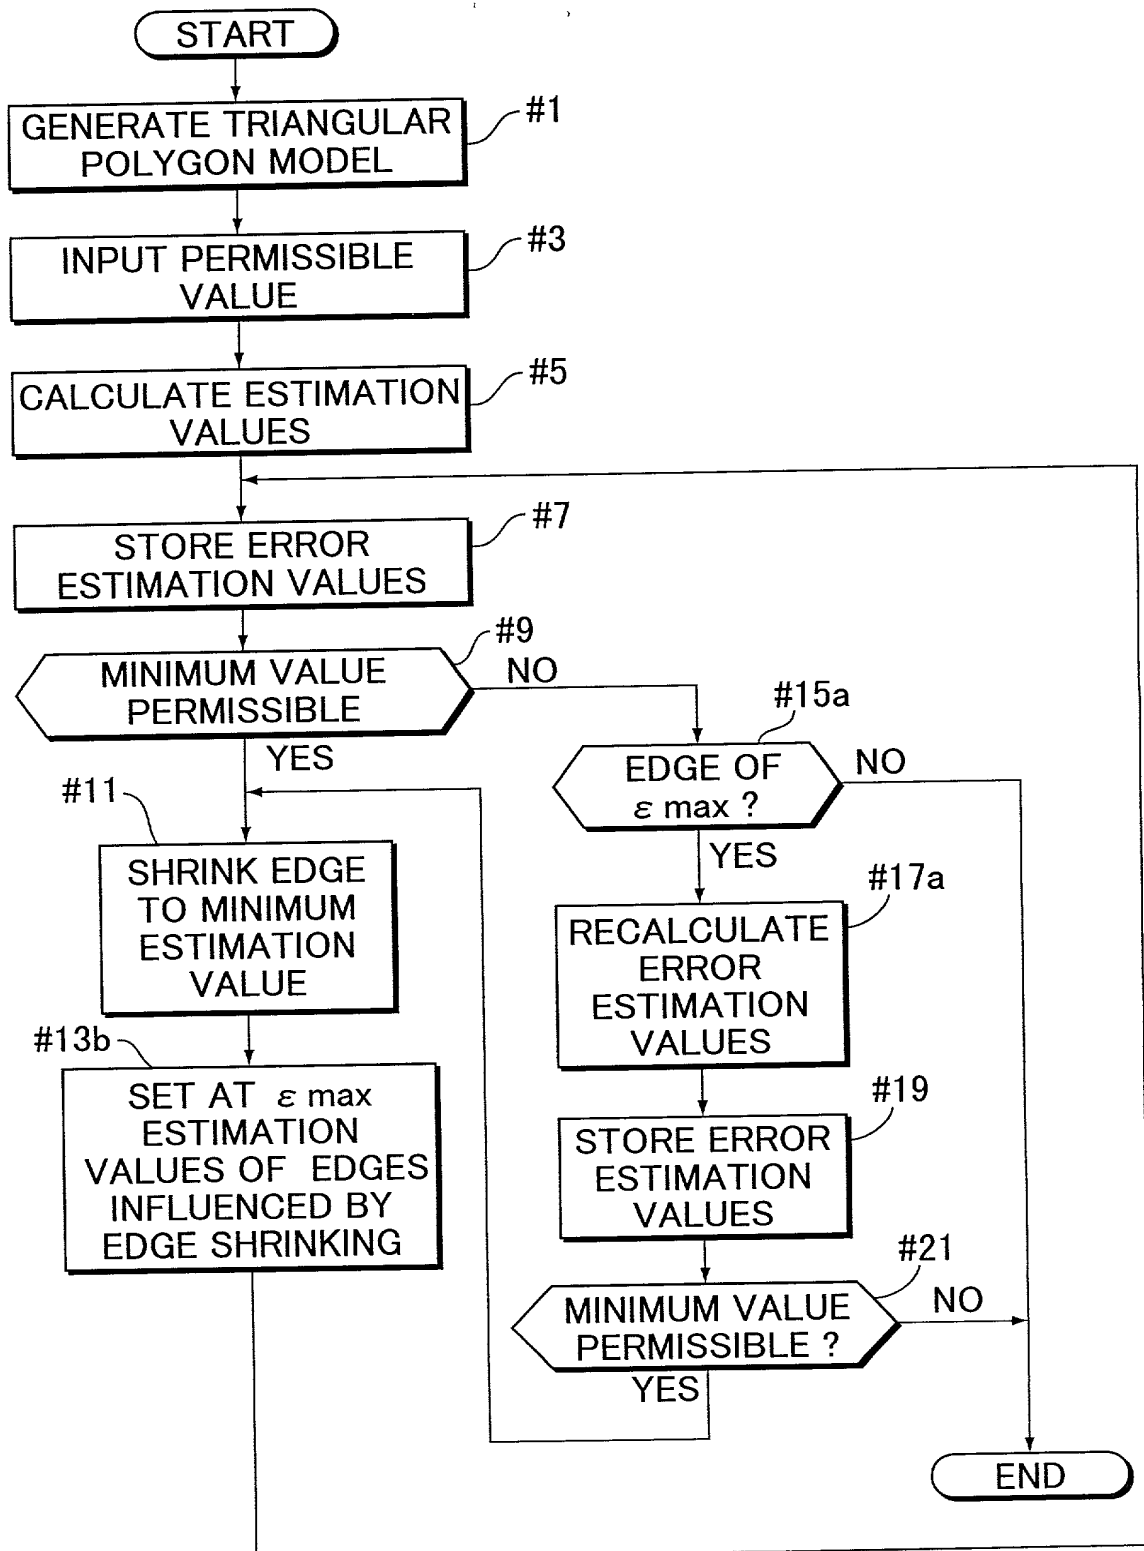 START
#1
GENERATE TRIANGULAR
POLYGON MODEL
#3
INPUT PERMISSIBLE
VALUE
#5
CALCULATE ESTIMATION
VALUES
#7
STORE ERROR
ESTIMATION VALUES
#9
MINIMUM VALUE
PERMISSIBLE
NO
YES
#11
SHRINK EDGE
TO MINIMUM
ESTIMATION
VALUE
#13b
SET AT ε max
ESTIMATION
VALUES OF EDGES
INFLUENCED BY
EDGE SHRINKING
#15a
EDGE OF
ε max ?
NO
YES
#17a
RECALCULATE
ERROR
ESTIMATION
VALUES
#19
STORE ERROR
ESTIMATION
VALUES
#21
MINIMUM VALUE
PERMISSIBLE ?
NO
YES
END